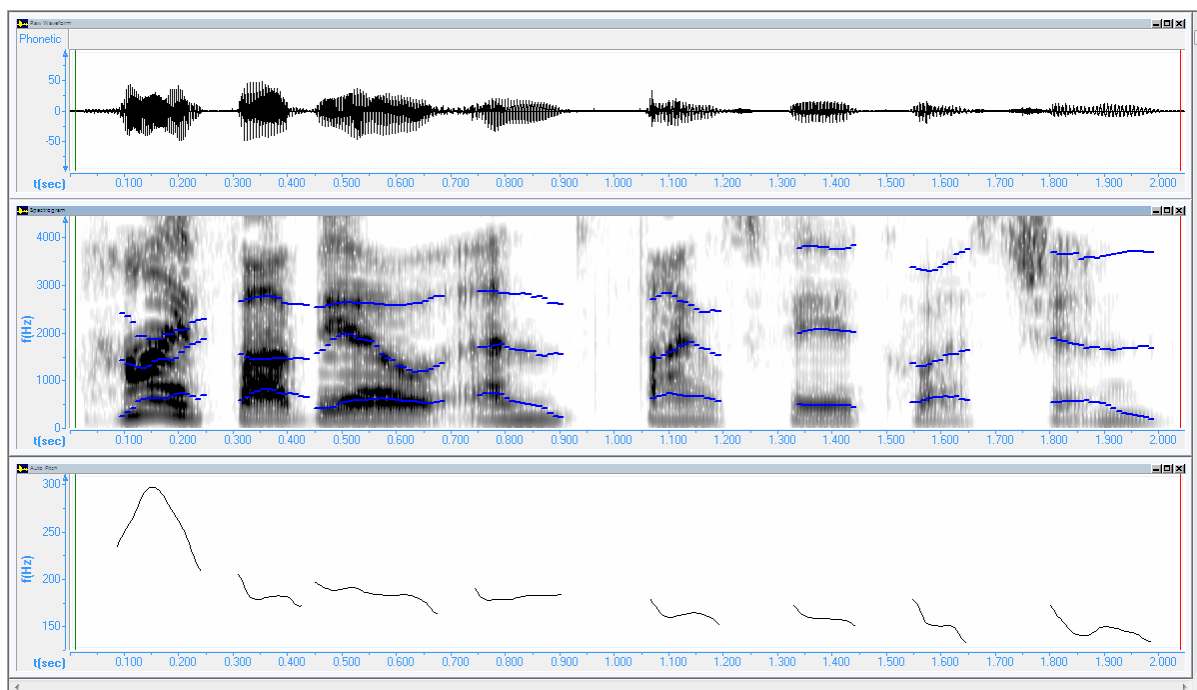 Raw Waveform
Phonetic
50
0
-50
t(sec) 0.100 0.200 0.300 0.400 0.500 0.600 0.700 0.800 0.900 1.000 1.100 1.200 1.300 1.400 1.500 1.600 1.700 1.800 1.900 2.000
Spectrogram
4000
3000
f(Hz)
2000
1000
0
t(sec) 0.100 0.200 0.300 0.400 0.500 0.600 0.700 0.800 0.900 1.000 1.100 1.200 1.300 1.400 1.500 1.600 1.700 1.800 1.900 2.000
Auto Pitch
300
250
f(Hz)
200
150
t(sec) 0.100 0.200 0.300 0.400 0.500 0.600 0.700 0.800 0.900 1.000 1.100 1.200 1.300 1.400 1.500 1.600 1.700 1.800 1.900 2.000